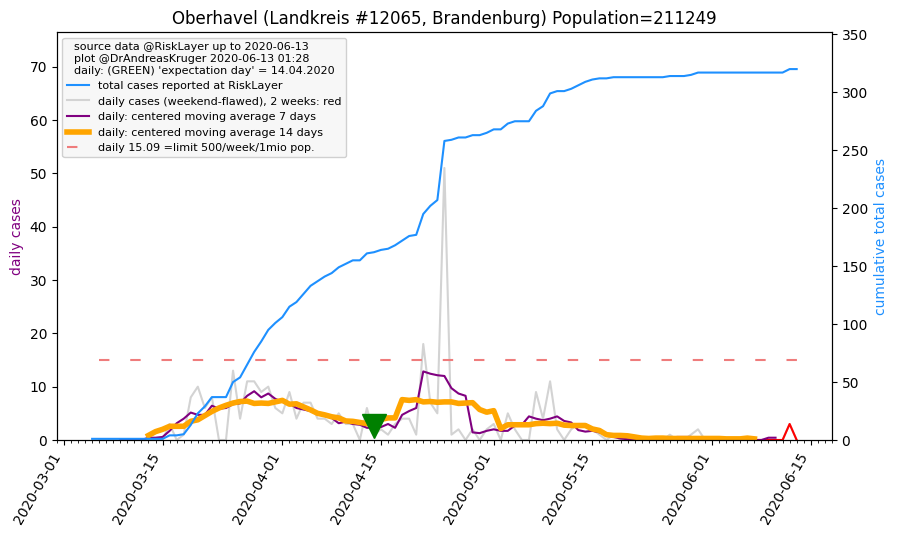 Oberhavel (Landkreis #12065, Brandenburg) Population=211249
source data @RiskLayer up to 2020-06-13
plot @DrAndreasKruger 2020-06-13 01:28
daily: (GREEN) 'expectation day' = 14.04.2020
total cases reported at RiskLayer
daily cases (weekend-flawed), 2 weeks: red
daily: centered moving average 7 days
daily: centered moving average 14 days
daily 15.09 =limit 500/week/1mio pop.
daily cases
70
60
50
40
30
20
10
0
350
300
250
200
150
100
50
0
cumulative total cases
2020-03-01
2020-03-15
2020-04-01
2020-04-15
2020-05-01
2020-05-15
2020-06-01
2020-06-15